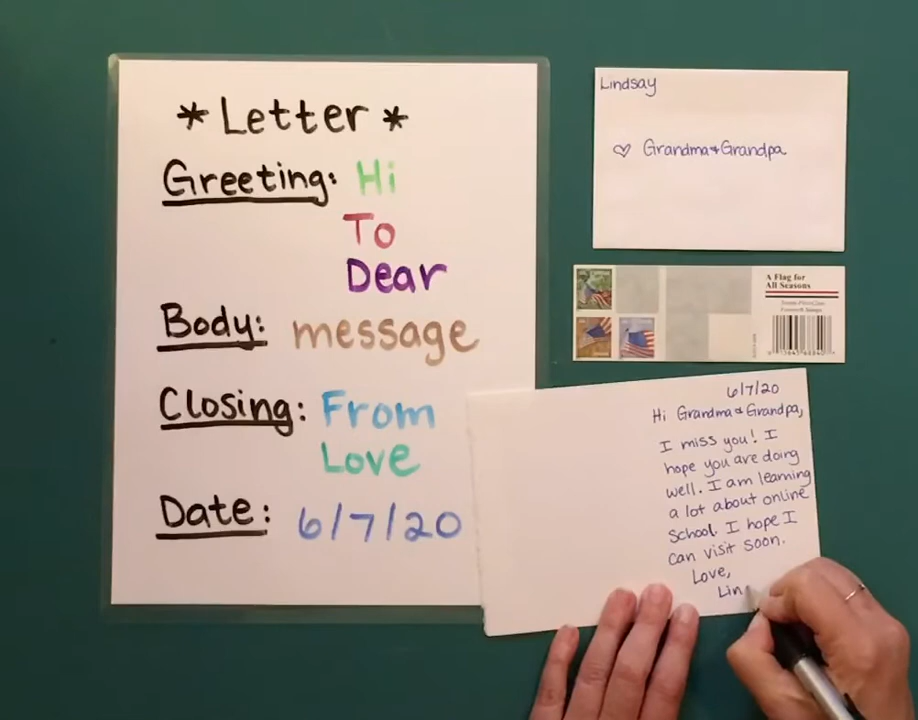 * Letter *
Greeting: Hi
To
Dear
Body: message
Closing: From
Love
Date: 6/7/20
Lindsay
♡ Grandma & Grandpa
A Flag for
All Seasons
6/7/20
Hi Grandma & Grandpa,
I miss you! I
hope you are doing
well. I am learning
a lot about online
school. I hope I
can visit soon.
Love,
Lin